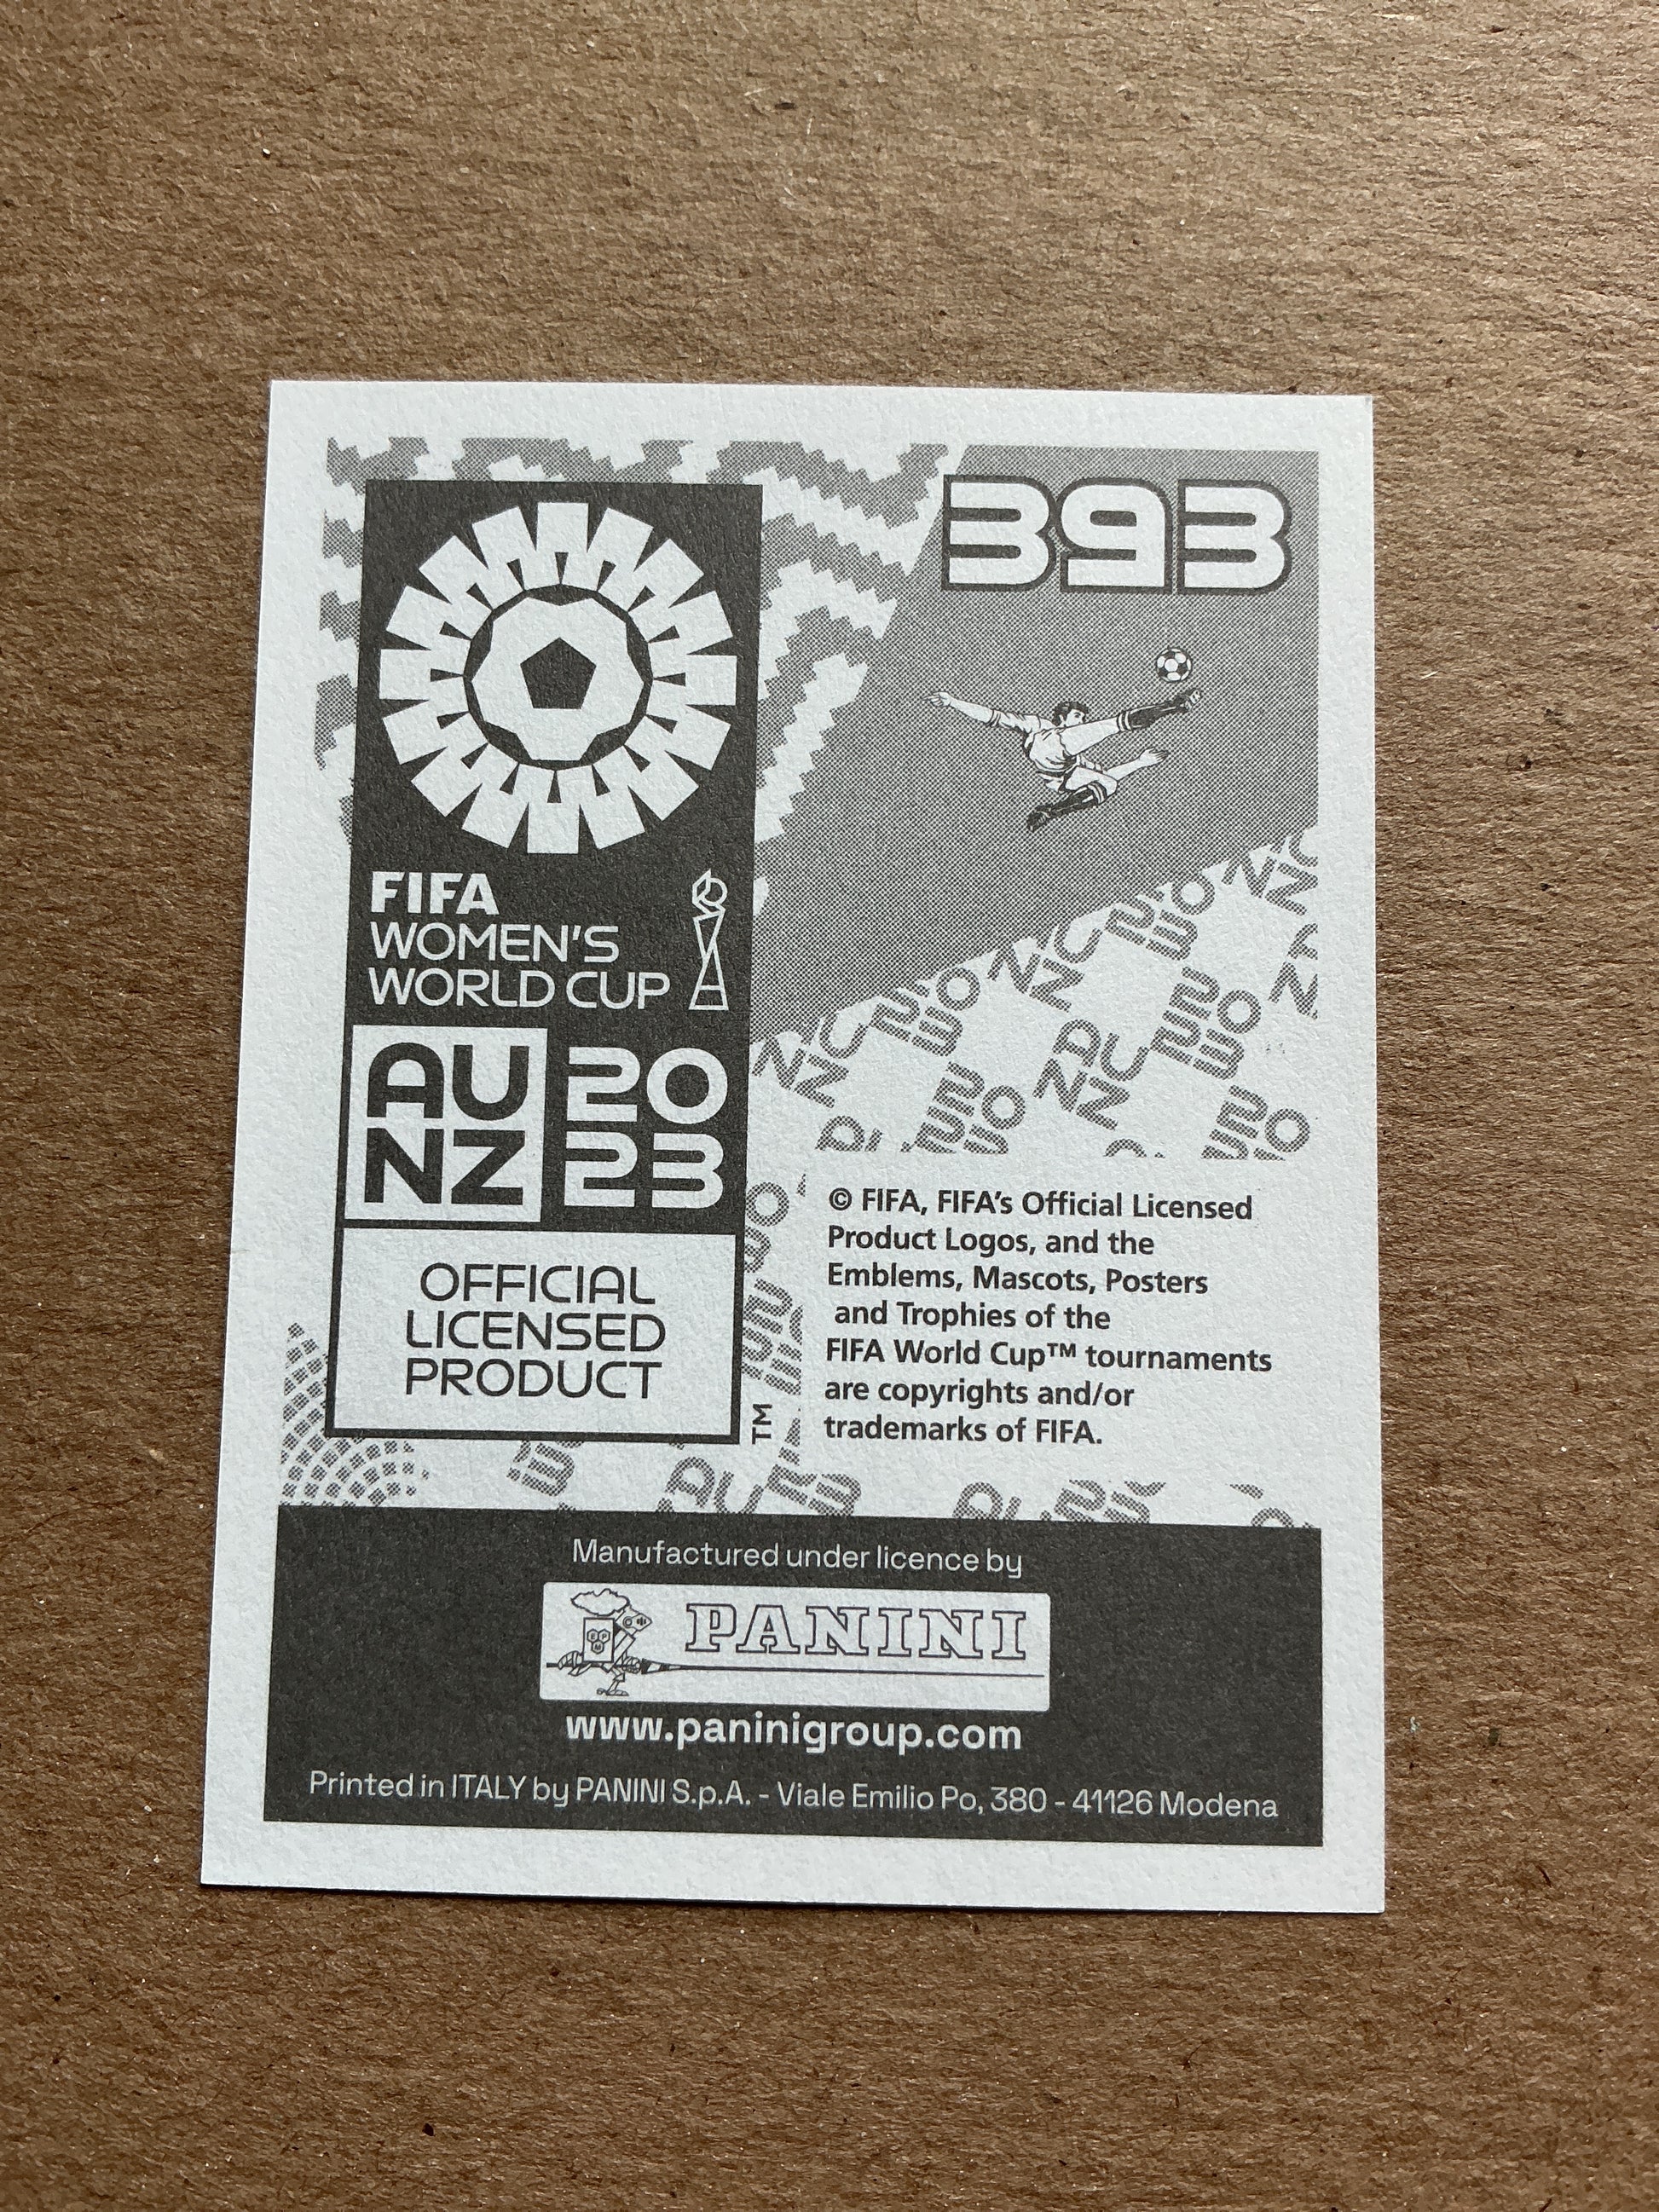 393
FIFA
WOMEN'S
WORLD CUP
AU
NZ
20
23
OFFICIAL
LICENSED
PRODUCT
TM
© FIFA, FIFA's Official Licensed
Product Logos, and the
Emblems, Mascots, Posters
and Trophies of the
FIFA World Cup™ tournaments
are copyrights and/or
trademarks of FIFA.
Manufactured under licence by
PANINI
www.paninigroup.com
Printed in ITALY by PANINI S.p.A. - Viale Emilio Po, 380 - 41126 Modena